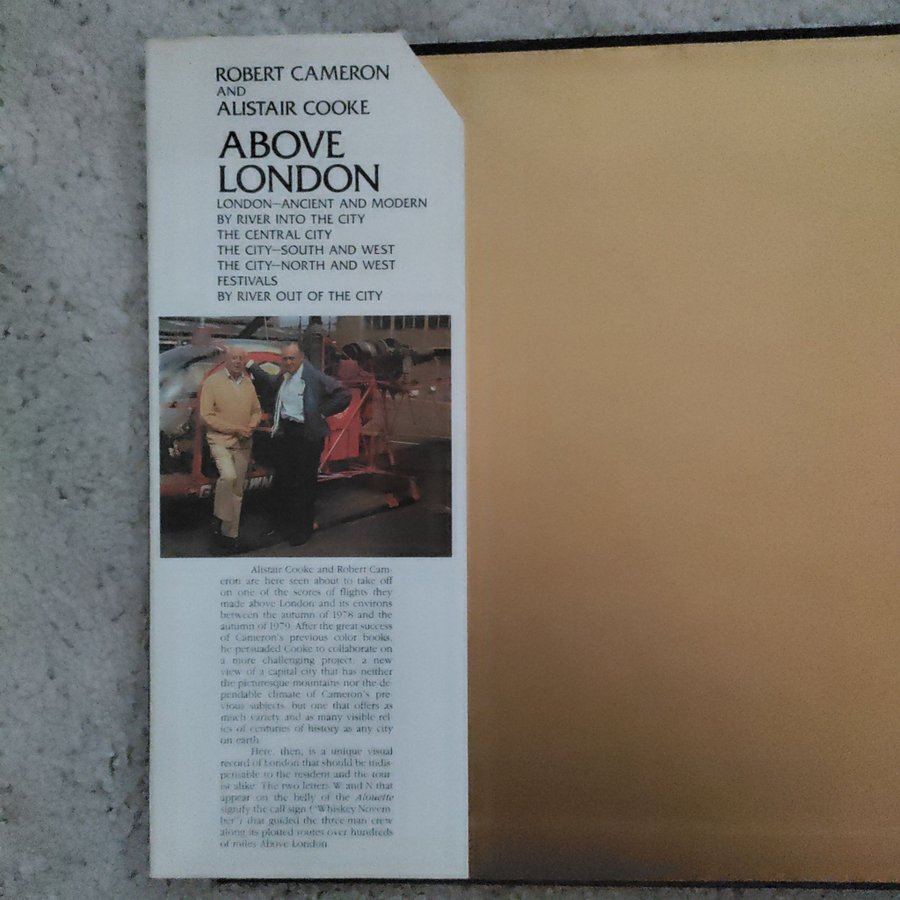 ROBERT CAMERON
AND
ALISTAIR COOKE
ABOVE
LONDON
LONDON—ANCIENT AND MODERN
BY RIVER INTO THE CITY
THE CENTRAL CITY
THE CITY—SOUTH AND WEST
THE CITY—NORTH AND WEST
FESTIVALS
BY RIVER OUT OF THE CITY
Alistair Cooke and Robert Cam-
eron are here seen about to take off
on one of the scores of flights they
made above London and its environs
between the autumn of 1978 and the
autumn of 1979. After the great success
of Cameron's previous color books,
he persuaded Cooke to collaborate on
a more challenging project: a new
view of a capital city that has neither
the picturesque mountains nor the de-
pendable climate of Cameron's pre-
vious subjects, but one that offers as
much variety and as many visible rel-
ics of centuries of history as any city
on earth.
Here, then, is a unique visual
record of London that should be indis-
pensable to the resident and the tour-
ist alike. The two letters W and N that
appear on the belly of the Alouette
signify the call sign ("Whiskey Novem-
ber") that guided the three-man crew
along its plotted routes over hundreds
of miles Above London.